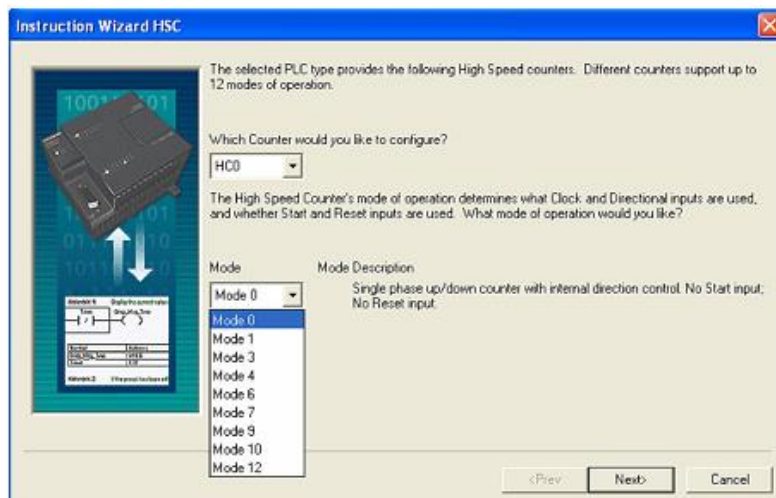 Instruction Wizard HSC
The selected PLC type provides the following High Speed counters. Different counters support up to
12 modes of operation.
Which Counter would you like to configure?
HC0
The High Speed Counter's mode of operation determines what Clock and Directional inputs are used,
and whether Start and Reset inputs are used. What mode of operation would you like?
Mode
Mode Description
Mode 0
Single phase up/down counter with internal direction control. No Start input;
No Reset input.
Mode 0
Mode 1
Mode 3
Mode 4
Mode 6
Mode 7
Mode 9
Mode 10
Mode 12
<Prev
Next>
Cancel